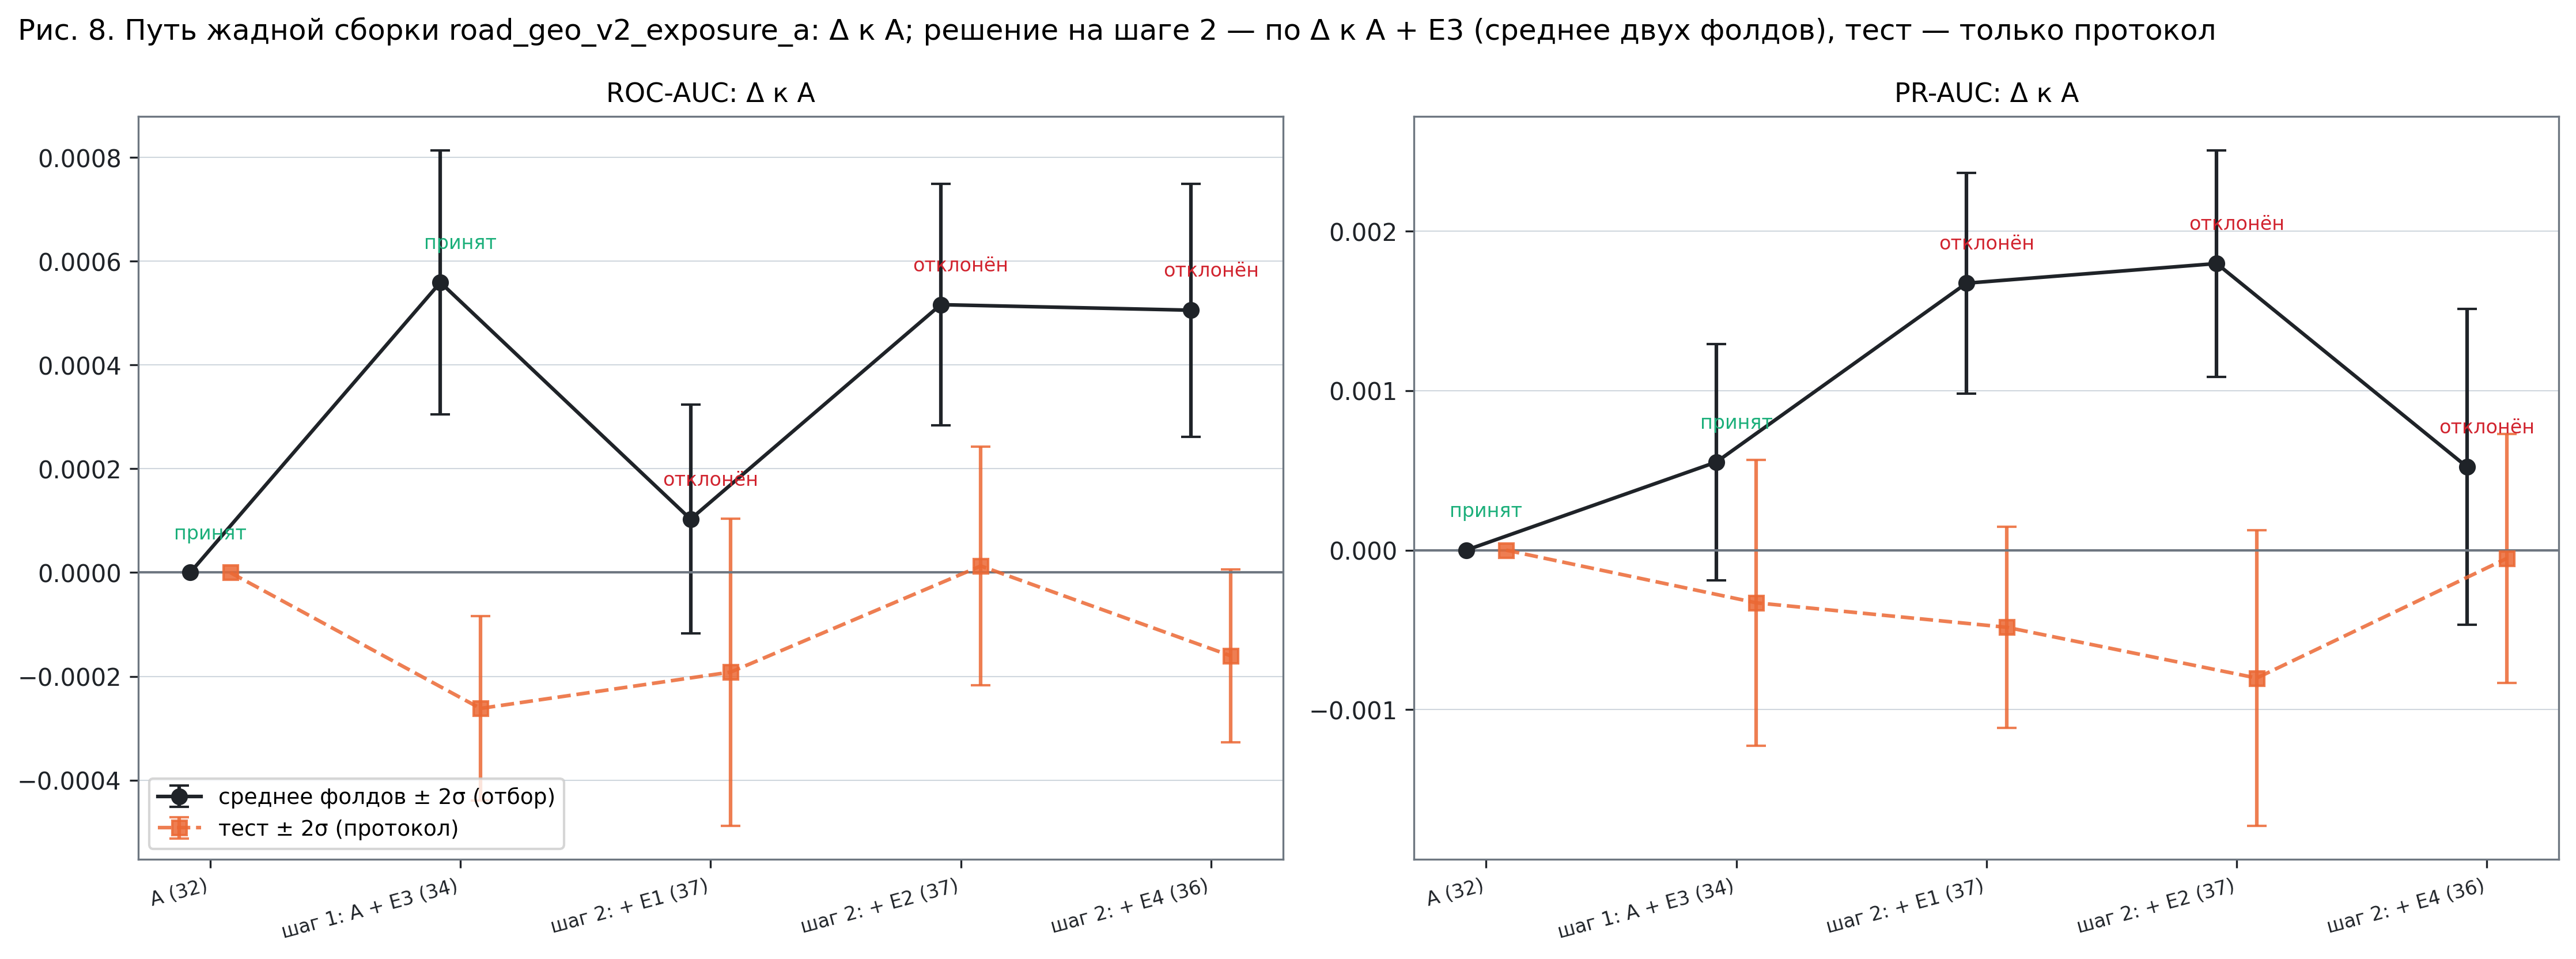 Рис. 8. Путь жадной сборки road_geo_v2_exposure_a: Δ к A; решение на шаге 2 — по Δ к A + E3 (среднее двух фолдов), тест — только протокол
ROC-AUC: Δ к A
0.0008
0.0006
0.0004
0.0002
0.0000
−0.0002
−0.0004
принят
принят
отклонён
отклонён
отклонён
среднее фолдов ± 2σ (отбор)
тест ± 2σ (протокол)
A (32)
шаг 1: A + E3 (34)
шаг 2: + E1 (37)
шаг 2: + E2 (37)
шаг 2: + E4 (36)
PR-AUC: Δ к A
0.002
0.001
0.000
−0.001
принят
принят
отклонён
отклонён
отклонён
A (32)
шаг 1: A + E3 (34)
шаг 2: + E1 (37)
шаг 2: + E2 (37)
шаг 2: + E4 (36)